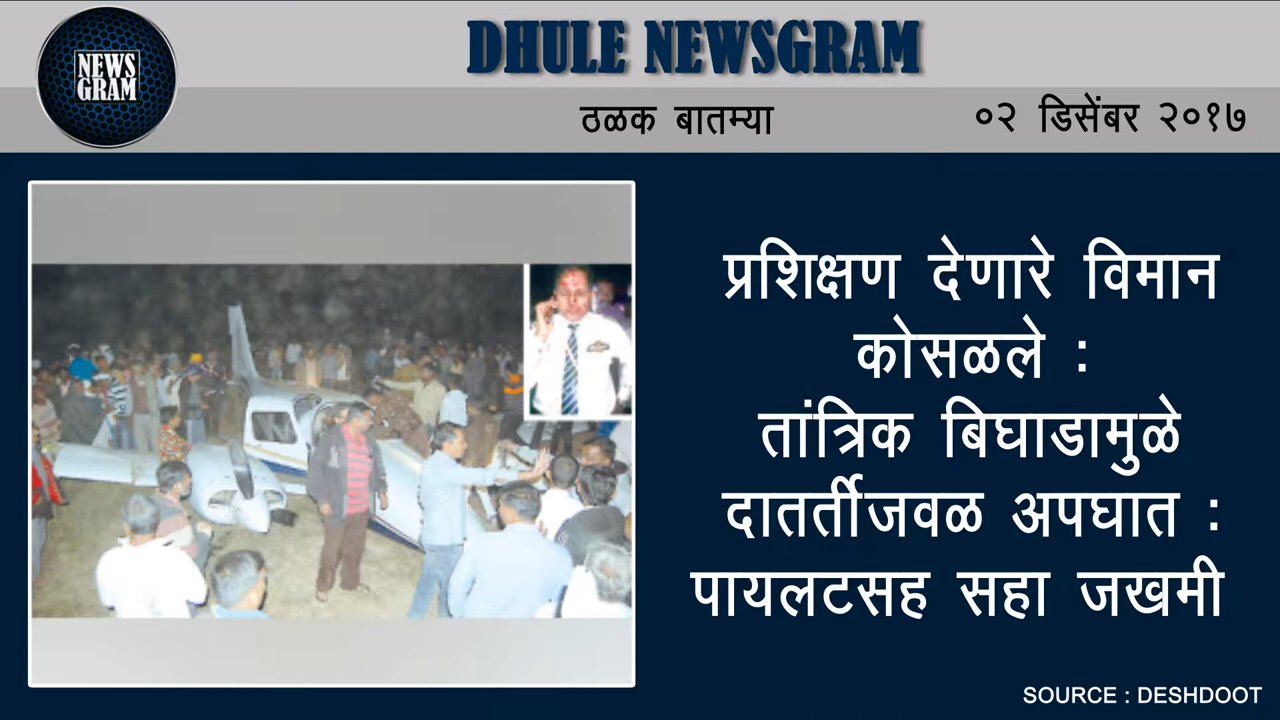 NEWS
GRAM
DHULE NEWSGRAM
ठळक बातम्या
०२ डिसेंबर २०१७
प्रशिक्षण देणारे विमान
कोसळले :
तांत्रिक बिघाडामुळे
दातर्तीजवळ अपघात :
पायलटसह सहा जखमी
SOURCE : DESHDOOT